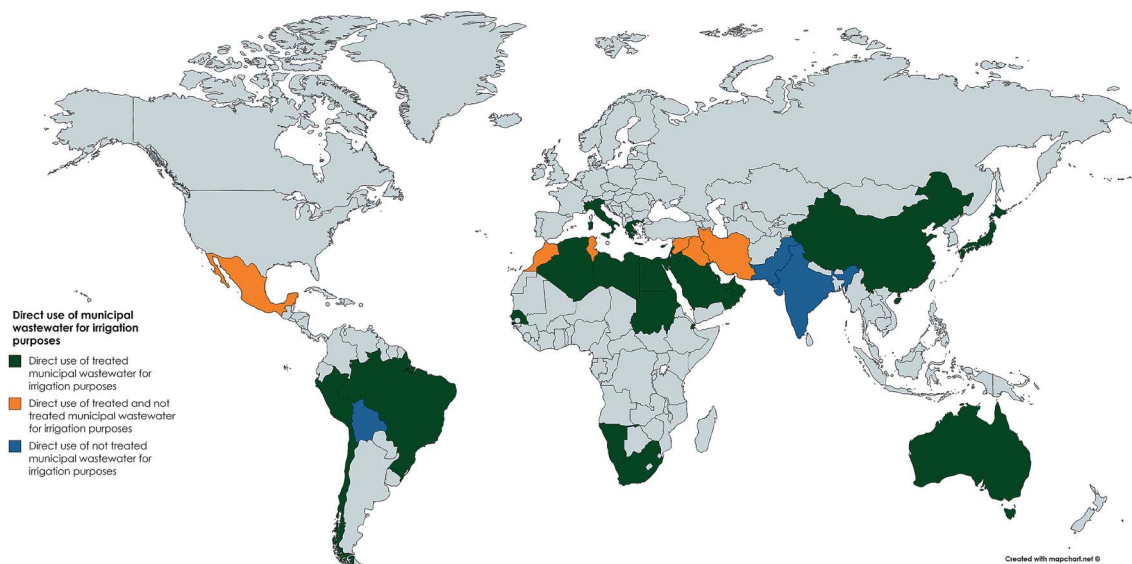 Direct use of municipal
wastewater for irrigation
purposes
Direct use of treated
municipal wastewater for
irrigation purposes
Direct use of treated and not
treated municipal wastewater
for irrigation purposes
Direct use of not treated
municipal wastewater for
irrigation purposes
Created with mapchart.net ©